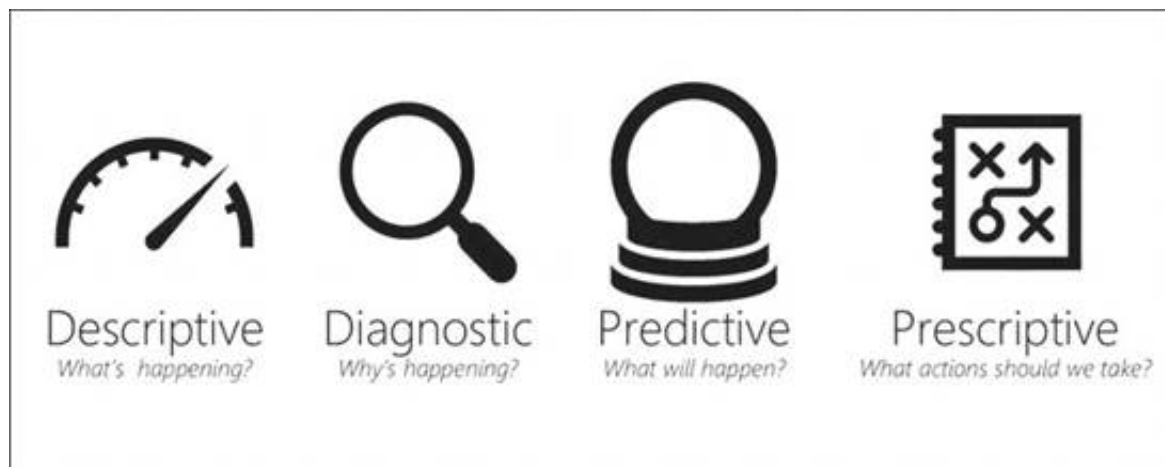 Descriptive
What's happening?
Diagnostic
Why's happening?
Predictive
What will happen?
Prescriptive
What actions should we take?